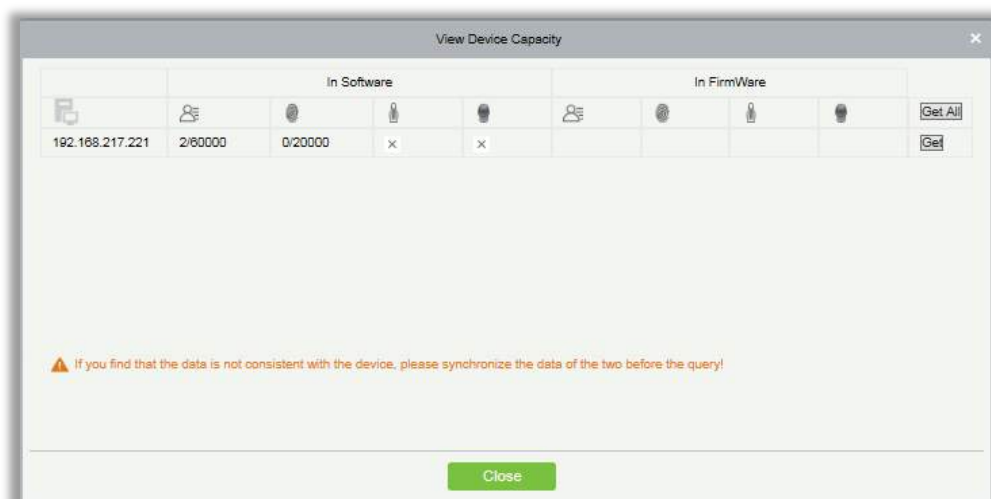 View Device Capacity ×
In Software In FirmWare
Get All
192.168.217.221 2/60000 0/20000 × × Get
If you find that the data is not consistent with the device, please synchronize the data of the two before the query!
Close